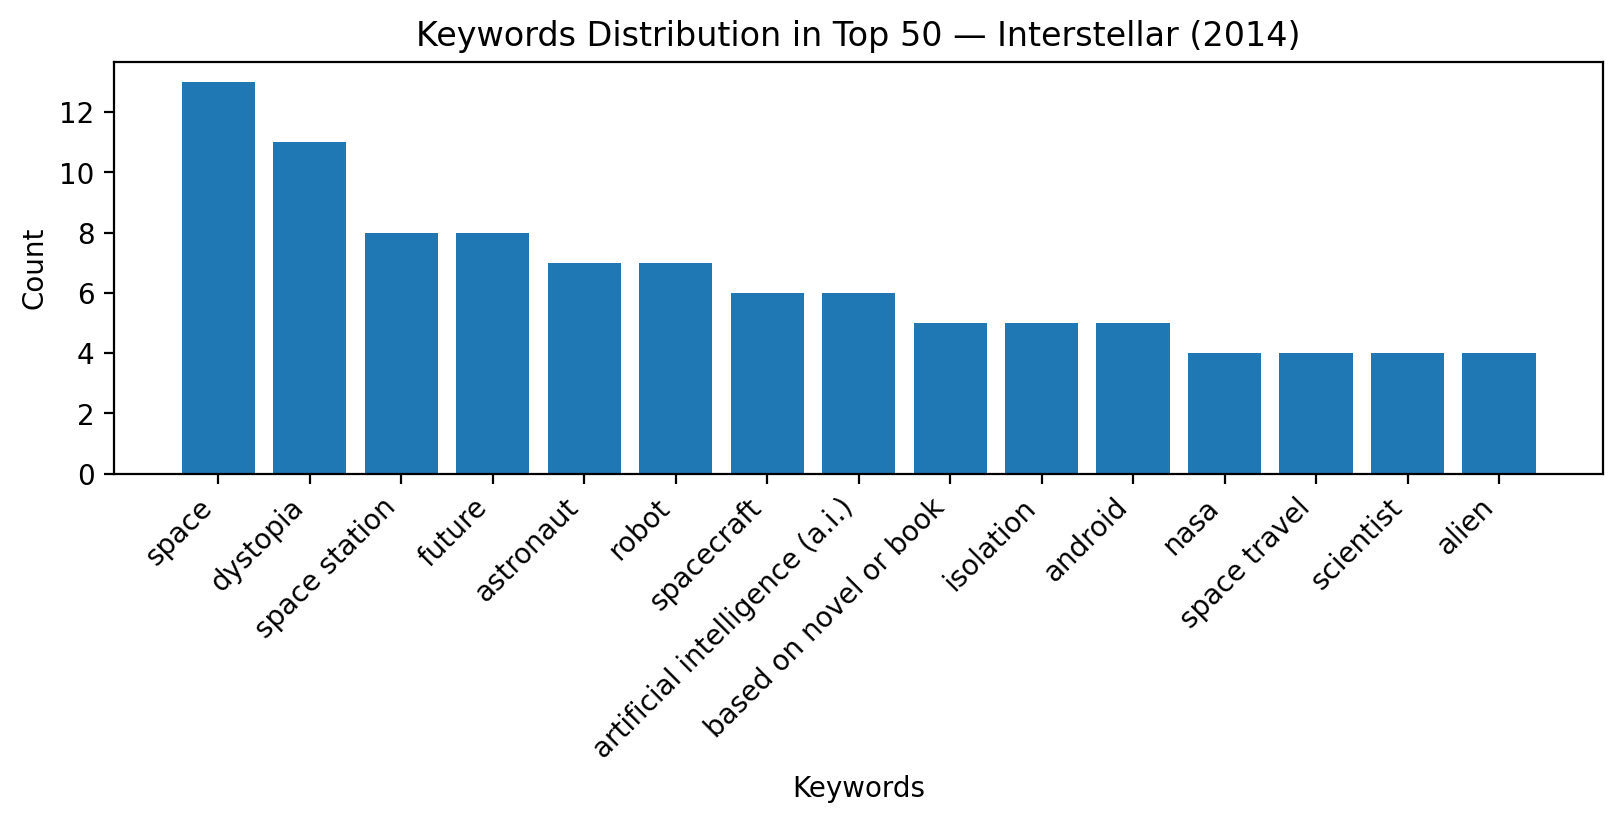 Keywords Distribution in Top 50 — Interstellar (2014)
Count
12
10
8
6
4
2
0
space
dystopia
space station
future
astronaut
robot
spacecraft
artificial intelligence (a.i.)
based on novel or book
isolation
android
nasa
space travel
scientist
alien
Keywords